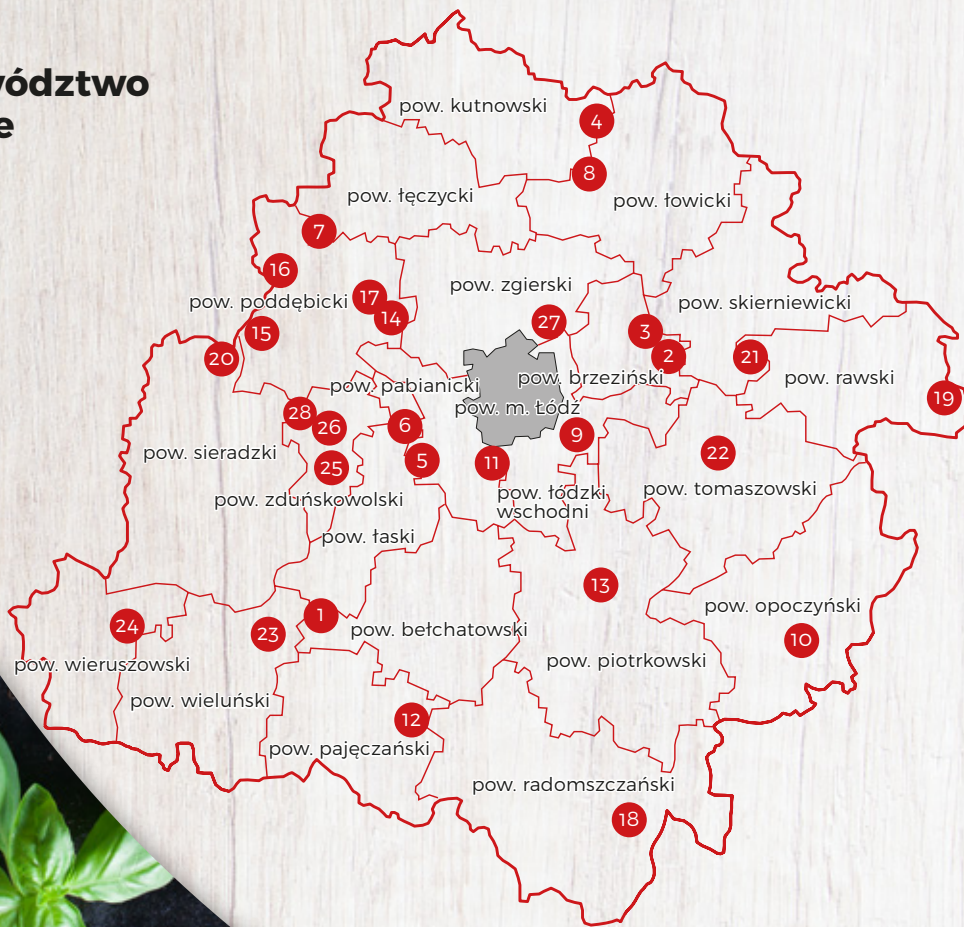 vództwo
e
pow. kutnowski
4
8
pow. łęczycki
pow. łowicki
7
16
pow. zgierski
17
pow. poddębicki
pow. skierniewicki
14
27
3
15
2
21
20
pow. pabianicki
pow. brzeziński
pow. rawski
19
pow. m. Łódź
28
26
6
9
pow. sieradzki
22
5
11
25
pow. zduńskowolski
pow. łódzki
wschodni
pow. tomaszowski
pow. łaski
13
pow. opoczyński
1
24
23
pow. bełchatowski
10
pow. wieruszowski
pow. piotrkowski
pow. wieluński
12
pow. pajęczański
pow. radomszczański
18